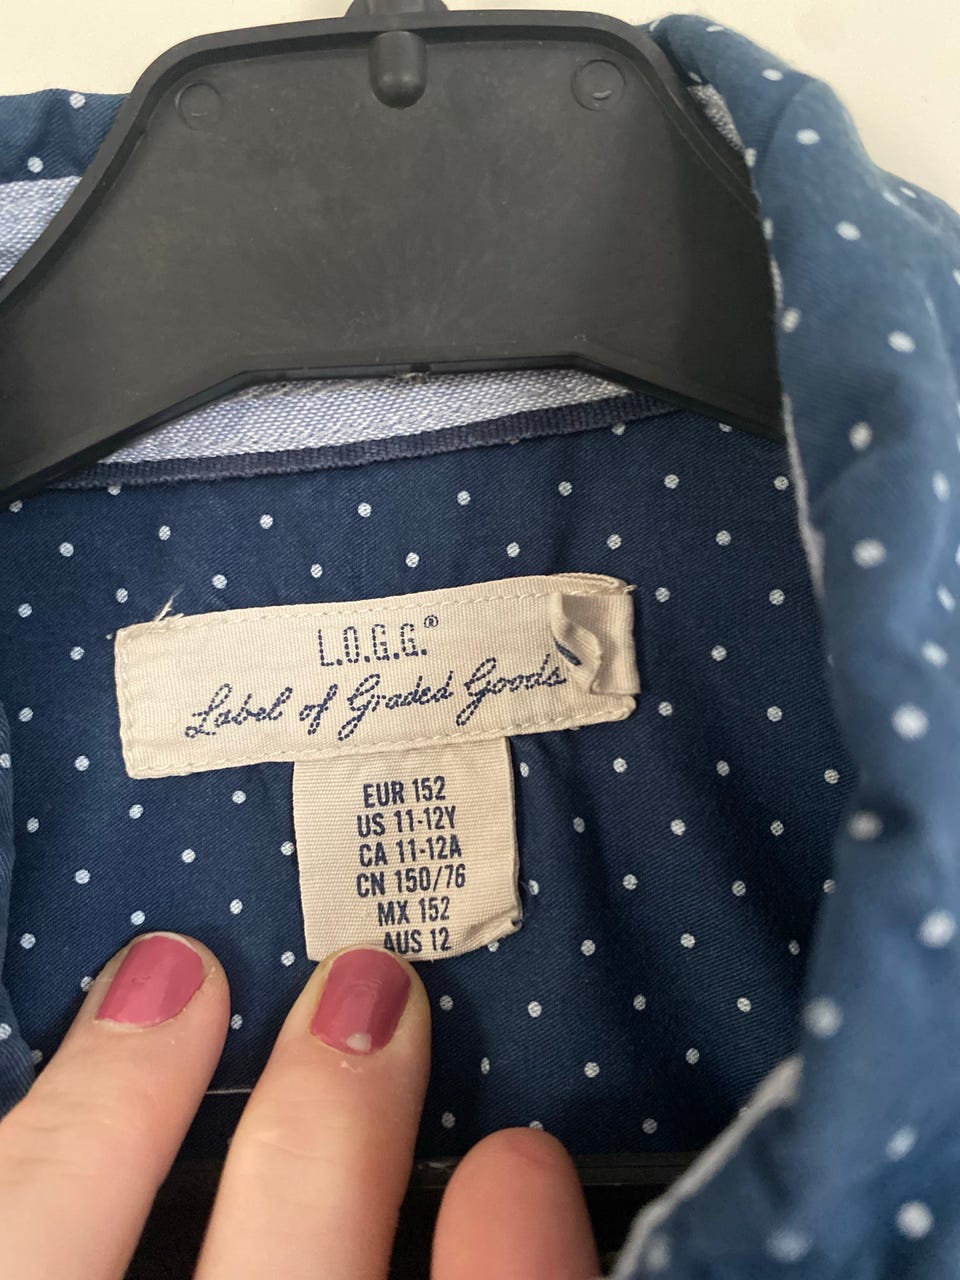 L.O.G.G.®
Label of Graded Goods
EUR 152
US 11-12Y
CA 11-12A
CN 150/76
MX 152
AUS 12